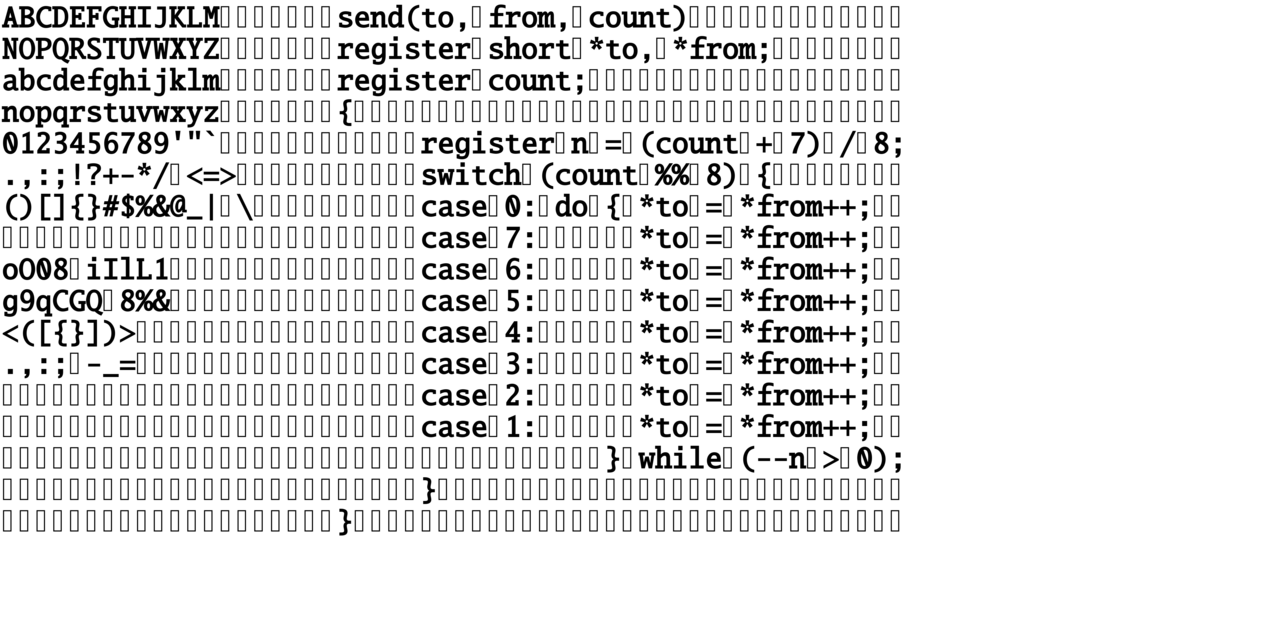 ABCDEFGHIJKLM              send(to, from, count)
NOPQRSTUVWXYZ              register short *to, *from;
abcdefghijklm              register count;
nopqrstuvwxyz              {
0123456789'"`                        register n = (count + 7) / 8;
.,:;!?+-*/ <=>                       switch (count %% 8) {
()[]{}#$%&@_| \                      case 0: do { *to = *from++;
                                     case 7:      *to = *from++;
oO08 iIlL1                           case 6:      *to = *from++;
g9qCGQ 8%&                           case 5:      *to = *from++;
<([{}])>                             case 4:      *to = *from++;
.,:; -_=                             case 3:      *to = *from++;
                                     case 2:      *to = *from++;
                                     case 1:      *to = *from++;
                                                } while (--n > 0);
                                     }
                           }